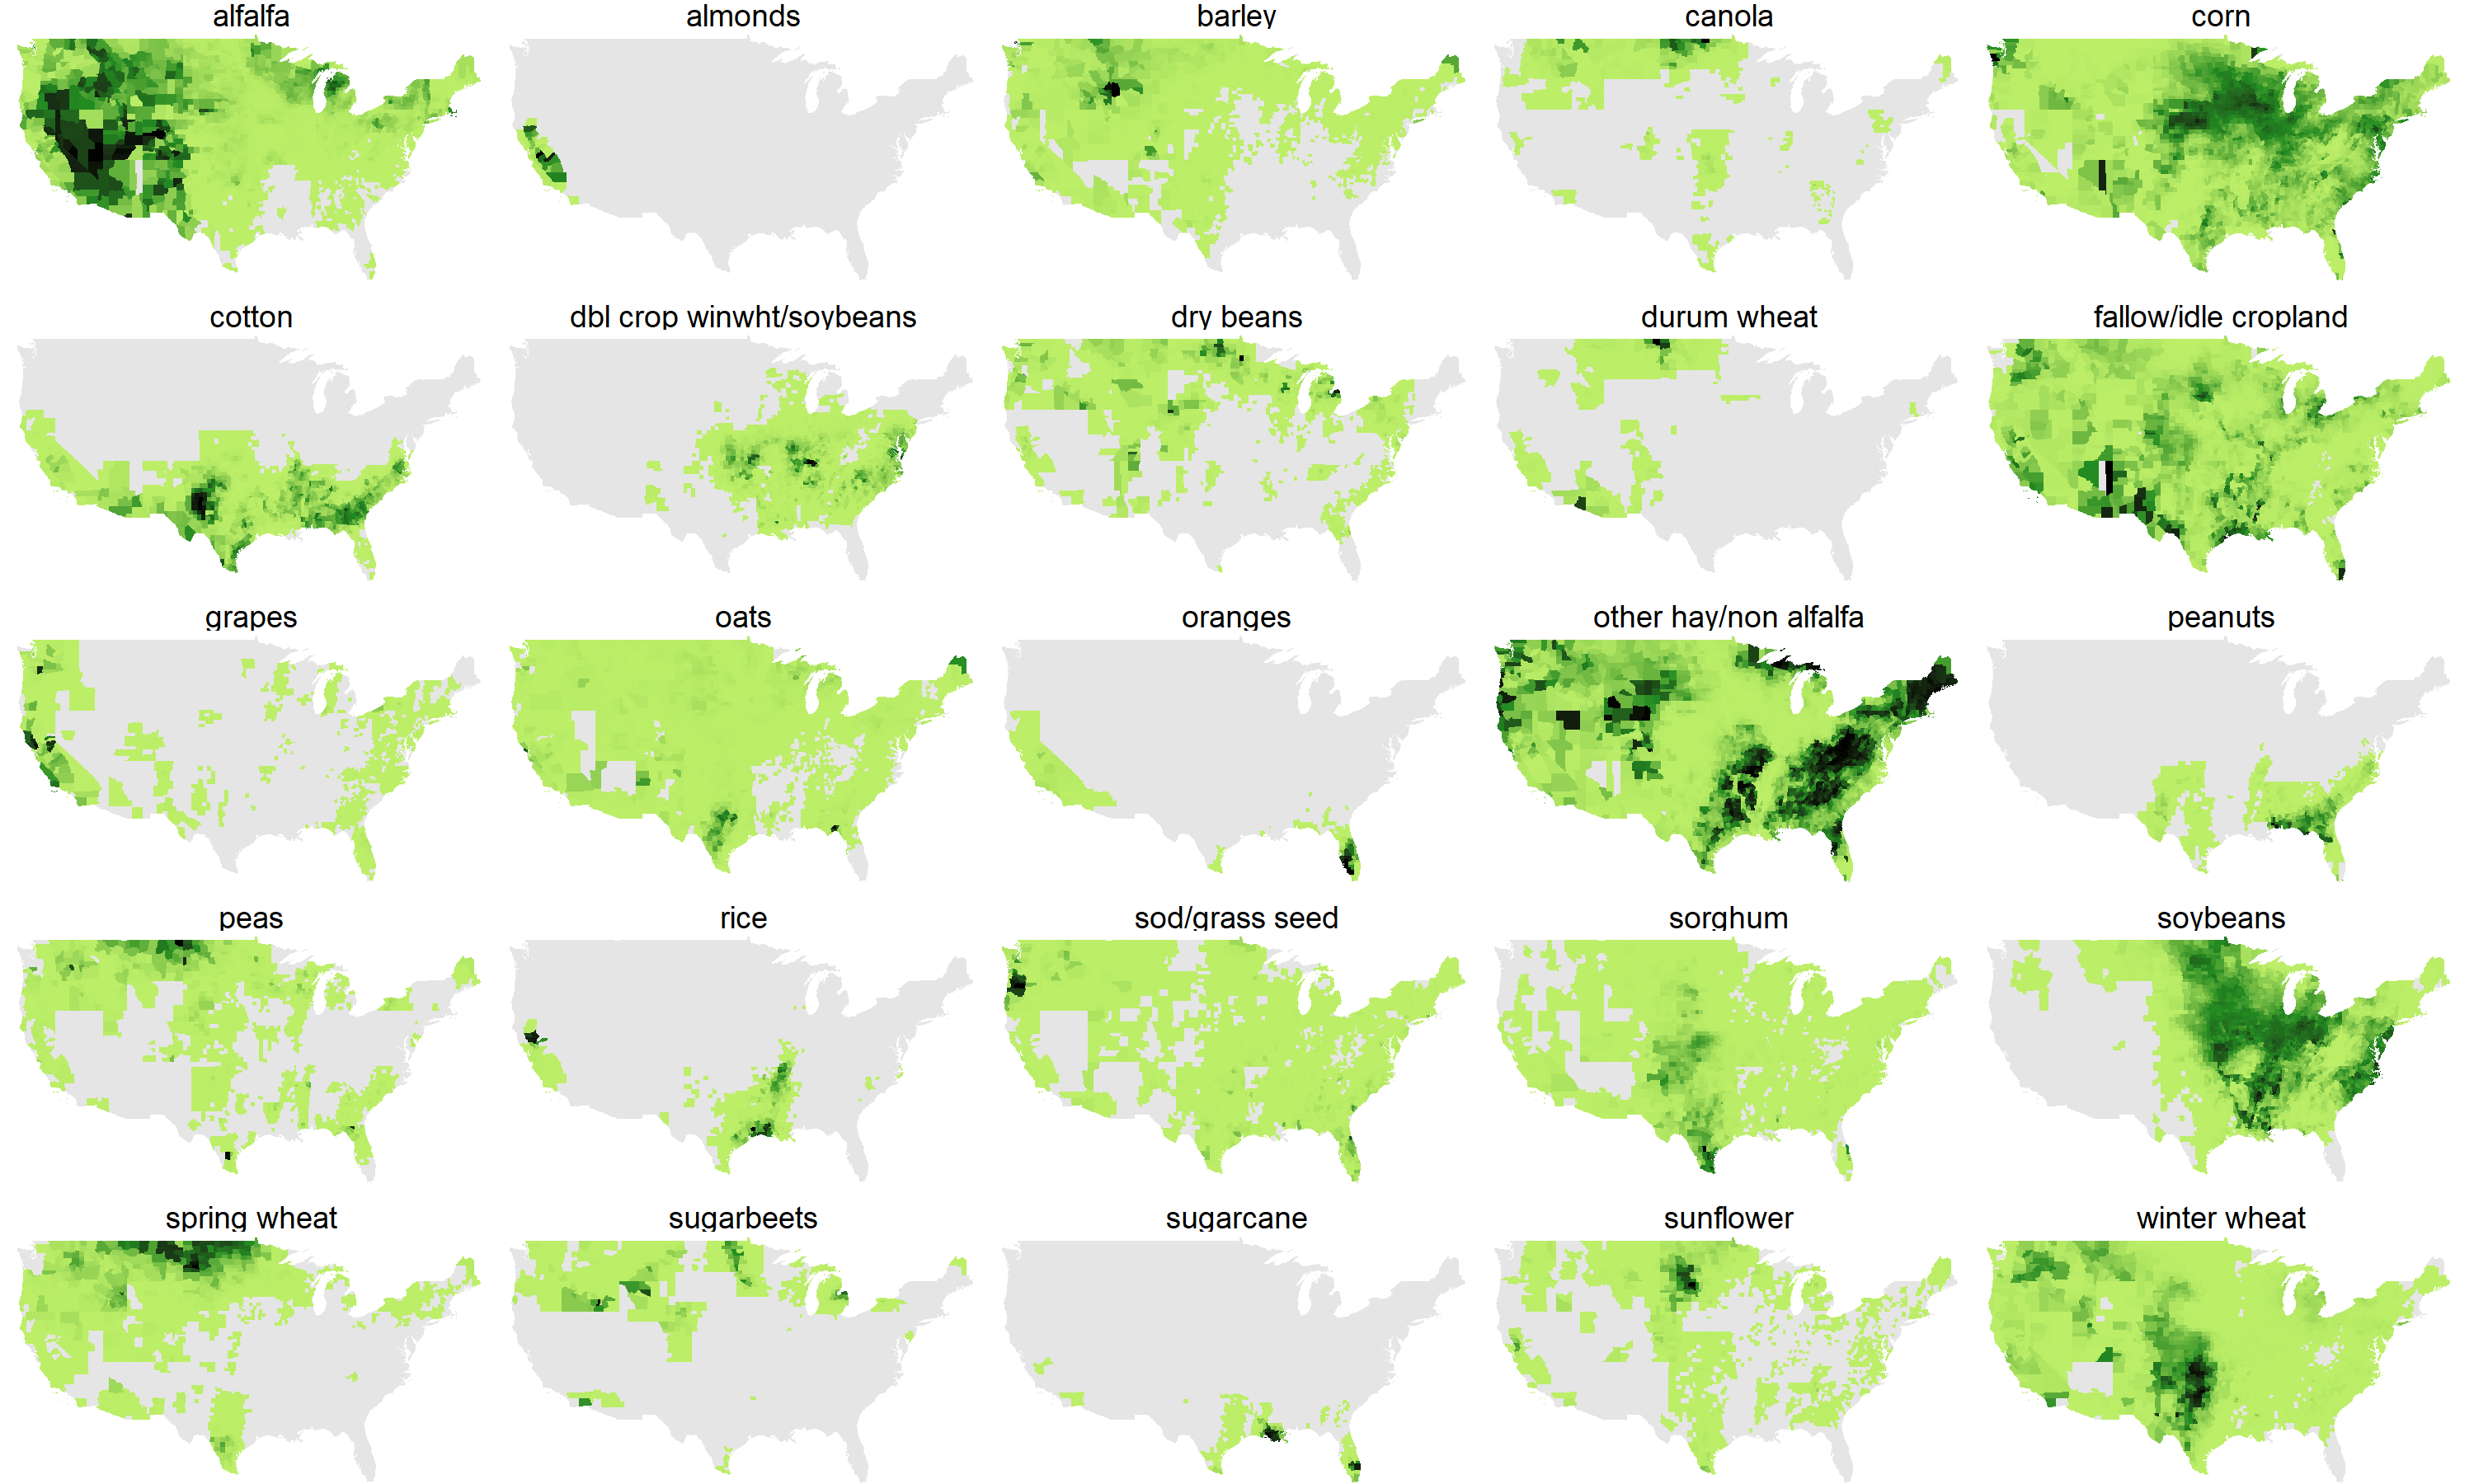 alfalfa
almonds
barley
canola
corn
cotton
dbl crop winwht/soybeans
dry beans
durum wheat
fallow/idle cropland
grapes
oats
oranges
other hay/non alfalfa
peanuts
peas
rice
sod/grass seed
sorghum
soybeans
spring wheat
sugarbeets
sugarcane
sunflower
winter wheat